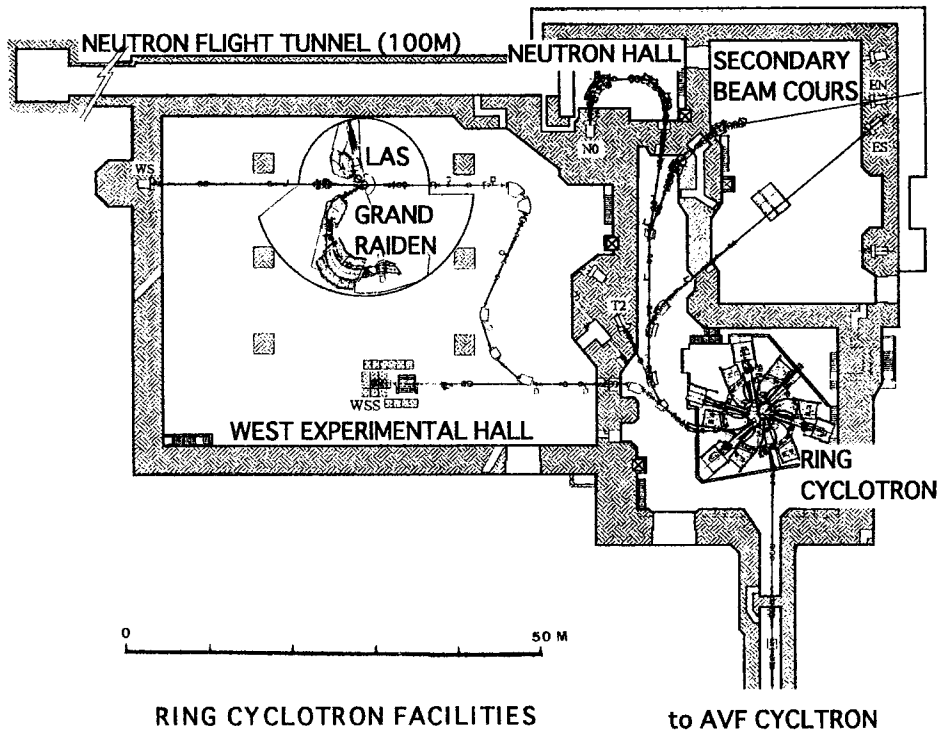 NEUTRON FLIGHT TUNNEL (100M)
NEUTRON HALL
SECONDARY
BEAM COURS
EN
ES
N0
WS
LAS
GRAND
RAIDEN
T2
WSS
WEST EXPERIMENTAL HALL
RING
CYCLOTRON
0
50 M
RING CYCLOTRON FACILITIES
to AVF CYCLTRON